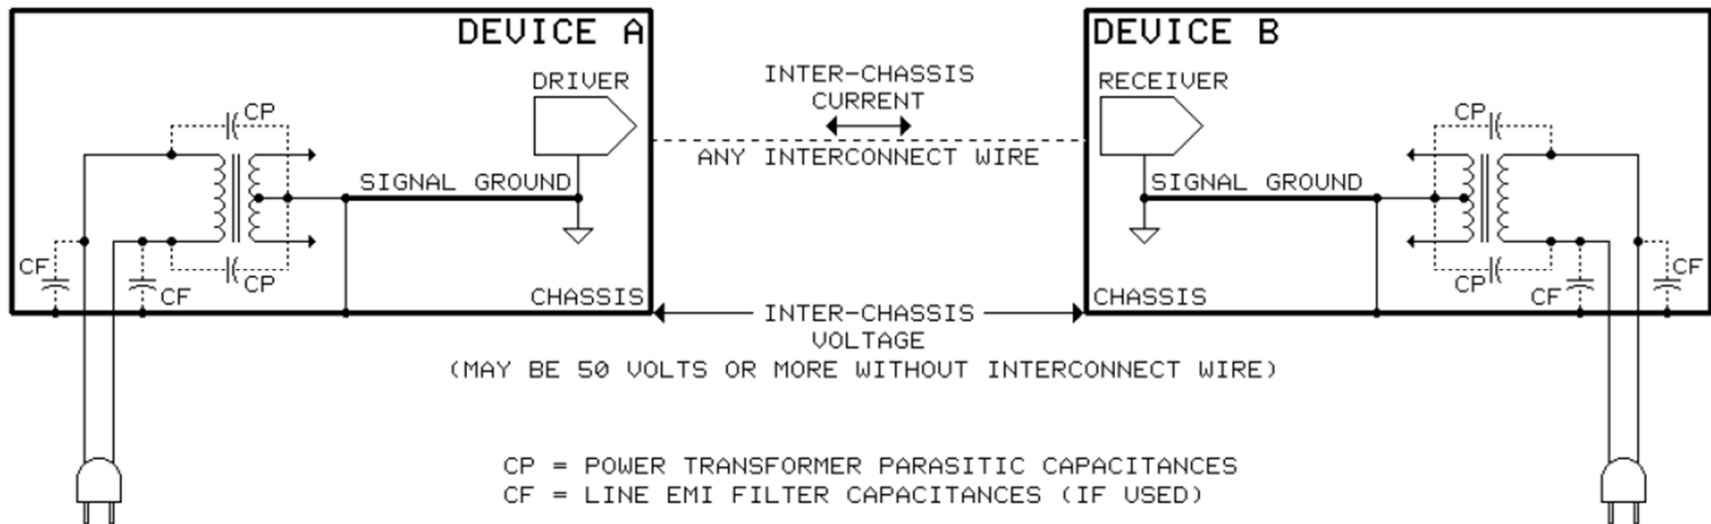 DEVICE A
DEVICE B
DRIVER
INTER-CHASSIS
CURRENT
RECEIVER
CP
CP
ANY INTERCONNECT WIRE
SIGNAL GROUND
SIGNAL GROUND
CF
CP
CF
CHASSIS
INTER-CHASSIS
VOLTAGE
CHASSIS
CP
CF
CF
(MAY BE 50 VOLTS OR MORE WITHOUT INTERCONNECT WIRE)
CP = POWER TRANSFORMER PARASITIC CAPACITANCES
CF = LINE EMI FILTER CAPACITANCES (IF USED)